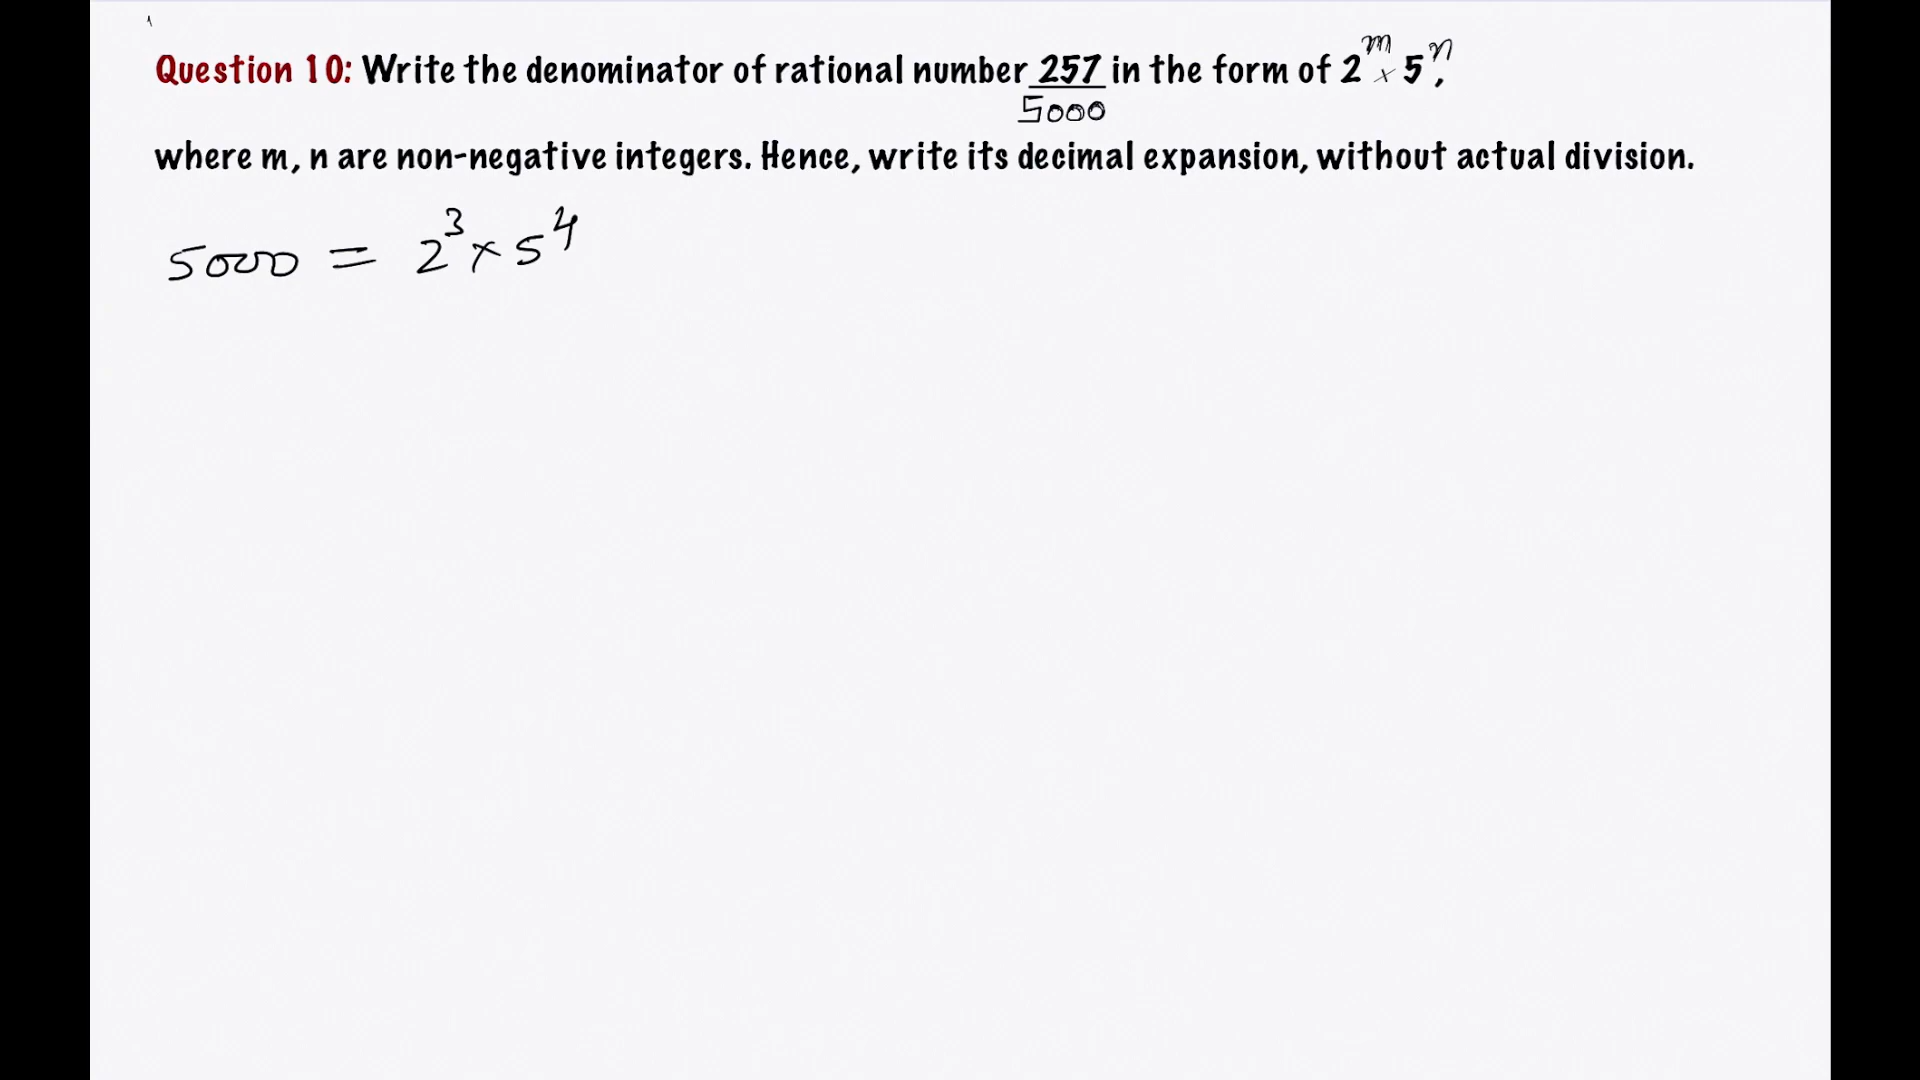 Question 10: Write the denominator of rational number 257/5000 in the form of 2^m × 5^n,
where m, n are non-negative integers. Hence, write its decimal expansion, without actual division.
5000 = 2^3 × 5^4